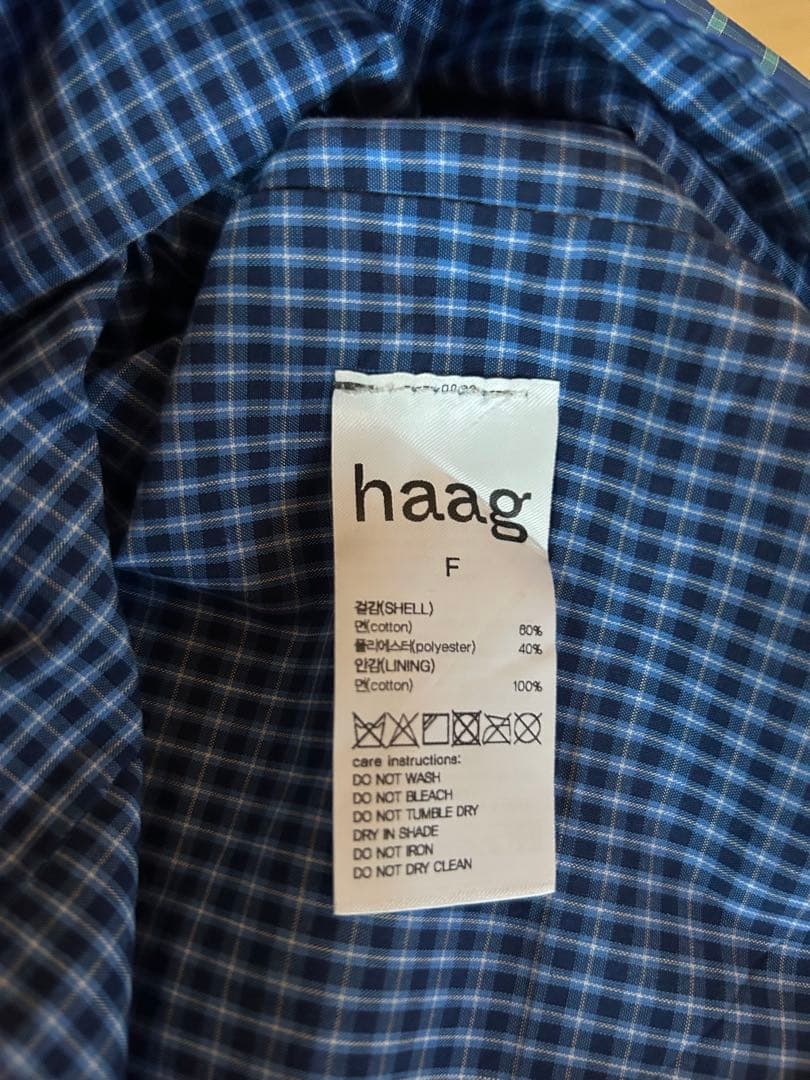 haag
F
겉감(SHELL)
면(cotton) 60%
폴리에스터(polyester) 40%
안감(LINING)
면(cotton) 100%
care instructions:
DO NOT WASH
DO NOT BLEACH
DO NOT TUMBLE DRY
DRY IN SHADE
DO NOT IRON
DO NOT DRY CLEAN